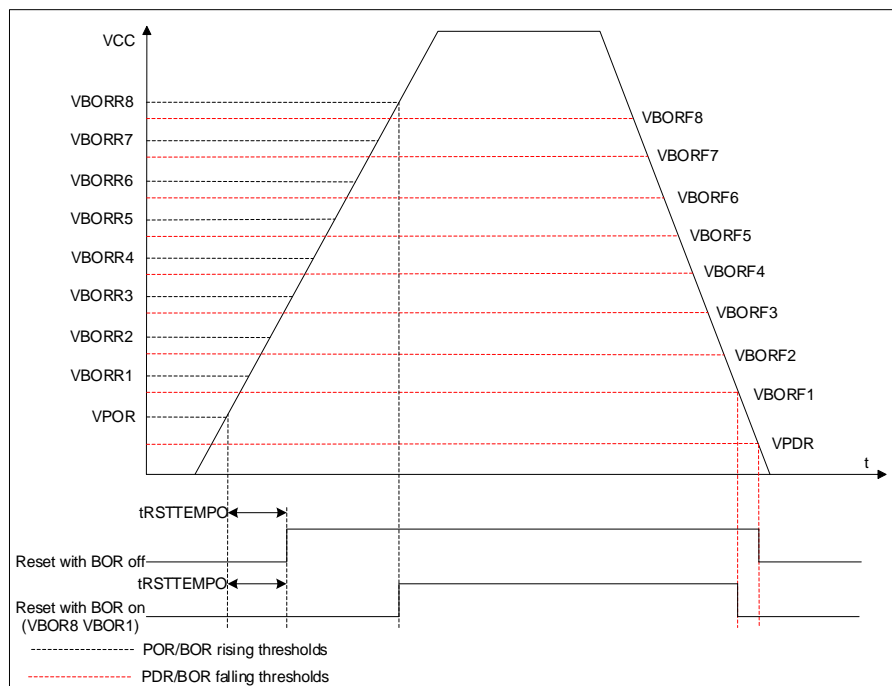 VCC
VBORR8
VBORF8
VBORR7
VBORF7
VBORR6
VBORF6
VBORR5
VBORF5
VBORR4
VBORF4
VBORR3
VBORF3
VBORR2
VBORF2
VBORR1
VBORF1
VPOR
VPDR
t
tRSTTEMPO
Reset with BOR off
tRSTTEMPO
Reset with BOR on
(VBOR8 VBOR1)
POR/BOR rising thresholds
PDR/BOR falling thresholds